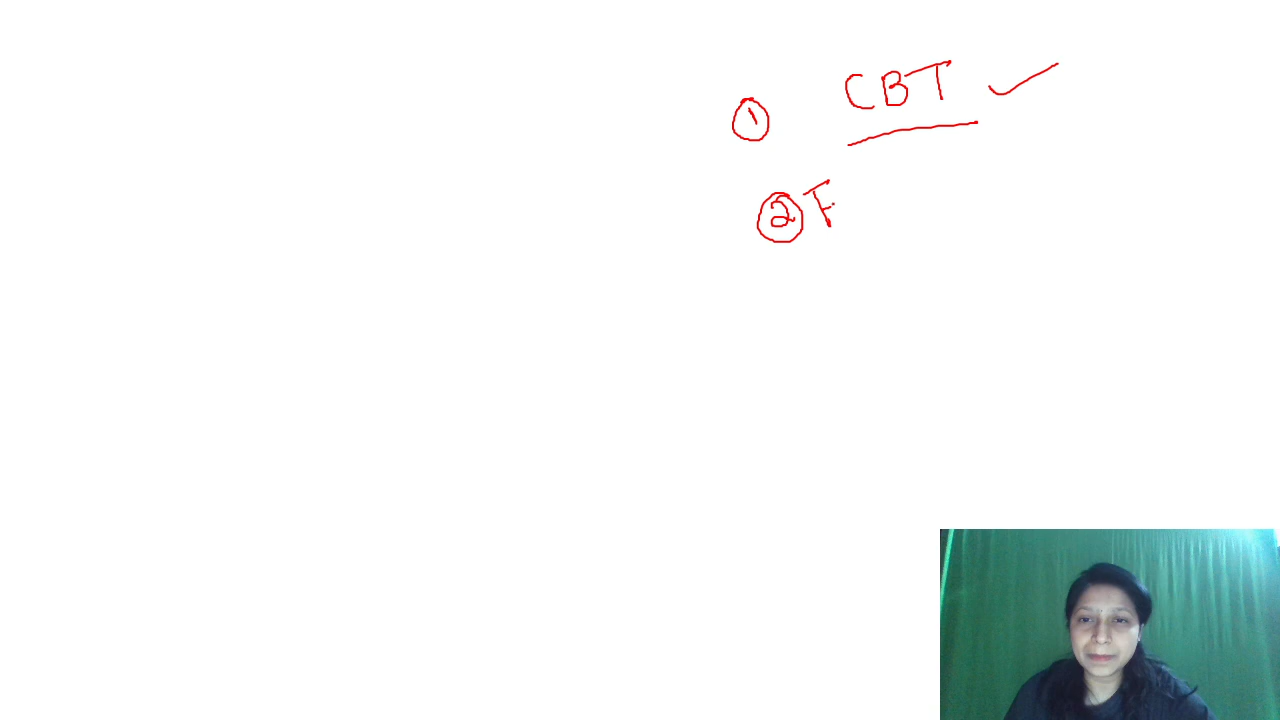 ① CBT ✓
② F